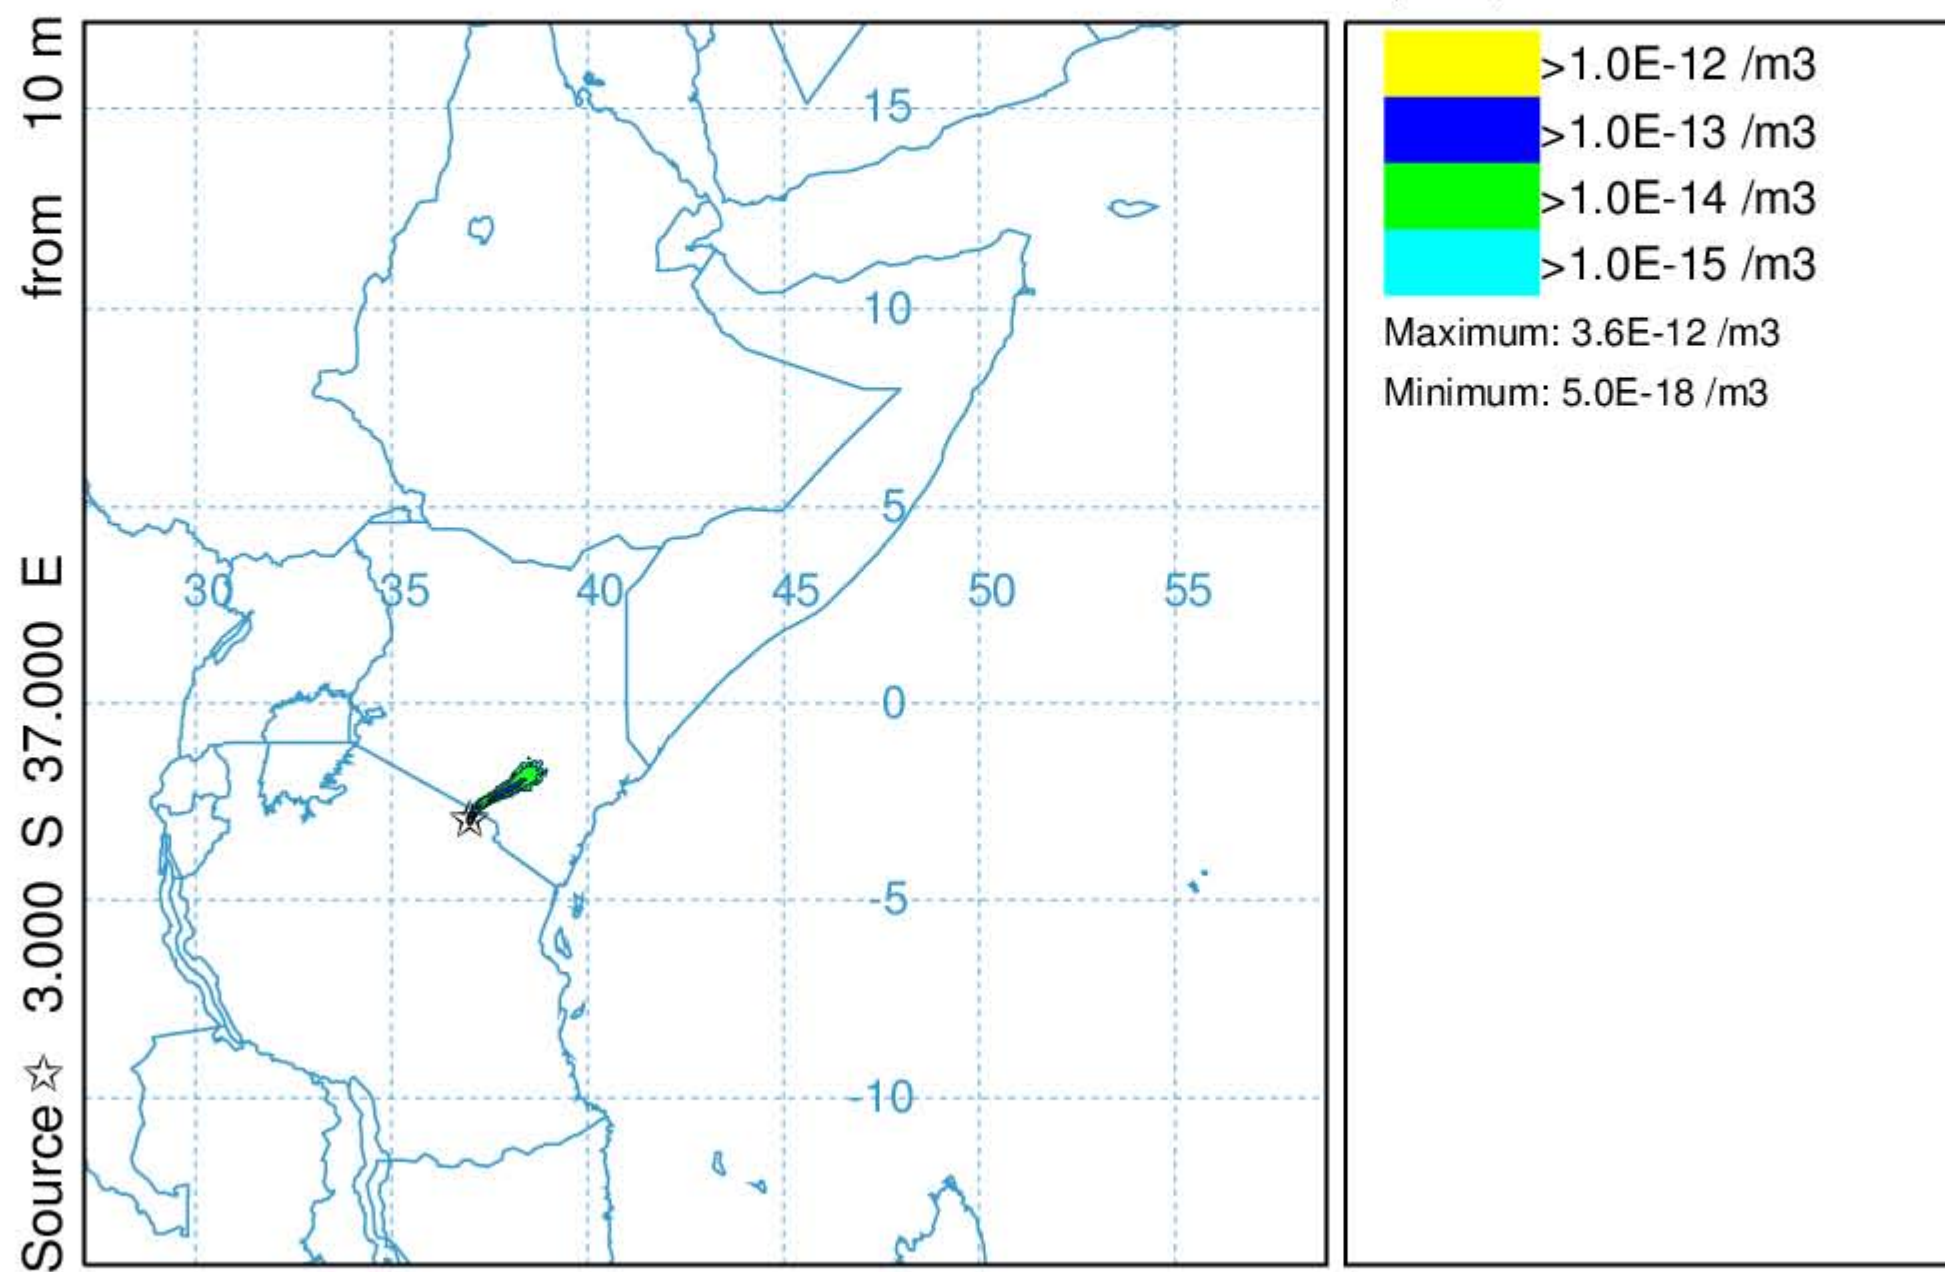 Source ☆ 3.000 S 37.000 E from 10 m
15
10
5
30 35 40 45 50 55
0
-5
-10
>1.0E-12 /m3
>1.0E-13 /m3
>1.0E-14 /m3
>1.0E-15 /m3
Maximum: 3.6E-12 /m3
Minimum: 5.0E-18 /m3